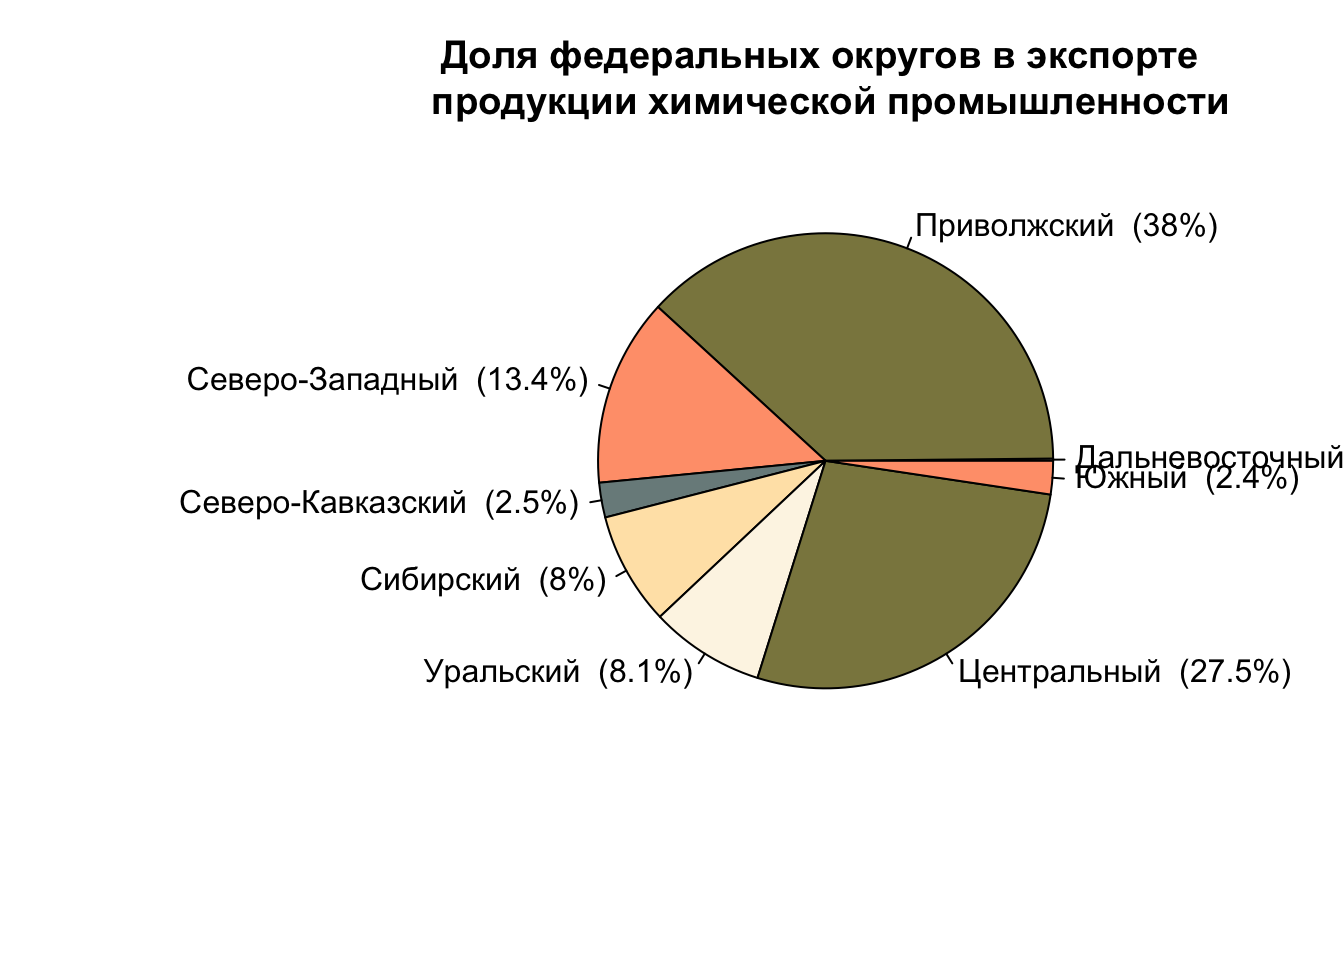 Доля федеральных округов в экспорте
продукции химической промышленности
Приволжский (38%)
Северо-Западный (13.4%)
Дальневосточный
Южный (2.4%)
Северо-Кавказский (2.5%)
Сибирский (8%)
Уральский (8.1%)
Центральный (27.5%)